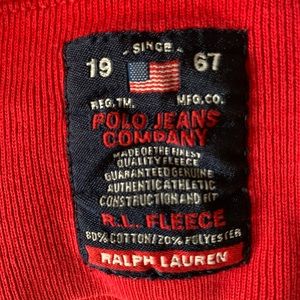 - SINCE -
19 67
REG. TM. MFG. CO.
POLO JEANS
COMPANY
MADE OF THE FINEST
QUALITY FLEECE
GUARANTEED GENUINE
AUTHENTIC ATHLETIC
CONSTRUCTION AND FIT
R.L. FLEECE
80% COTTON/20% POLYESTER
RALPH LAUREN